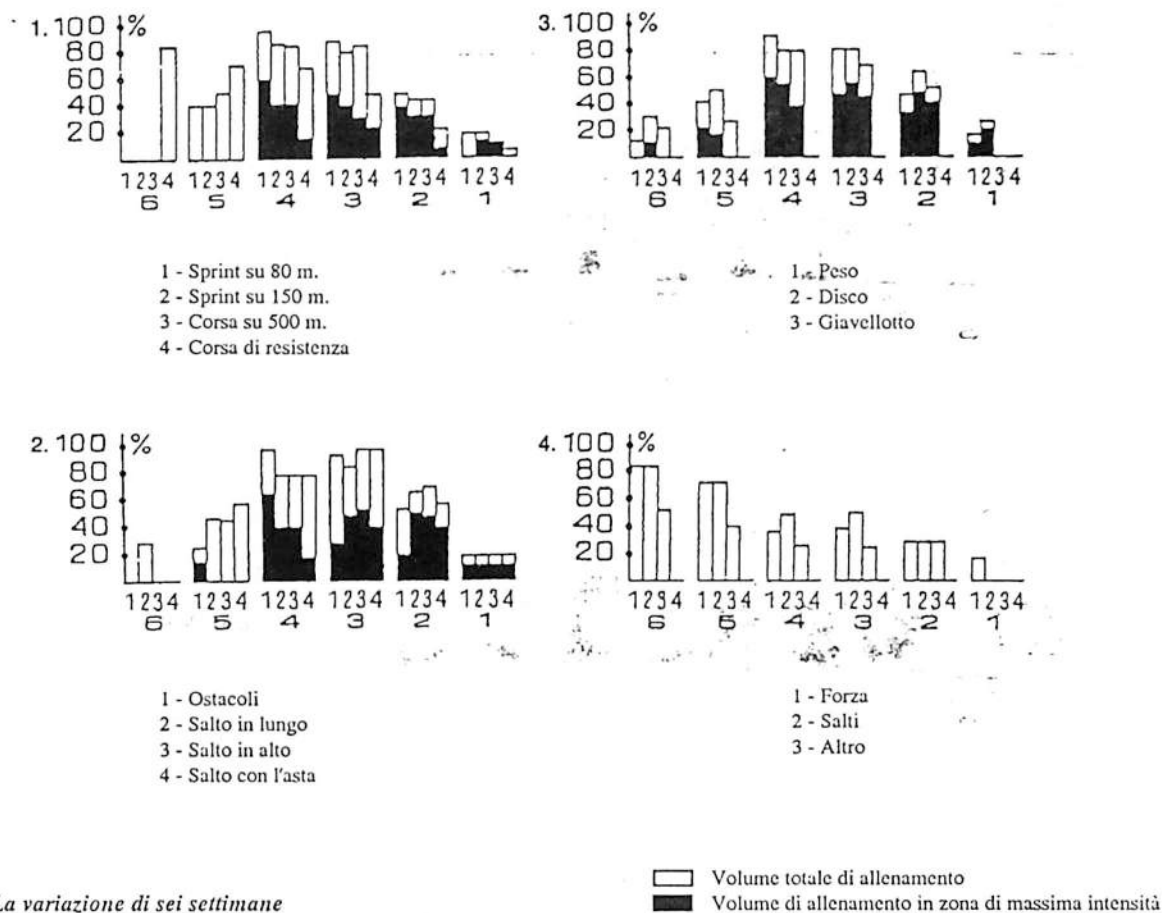 1. 100 %
80
60
40
20
1234 1234 1234 1234 1234 1234
6 5 4 3 2 1
1 - Sprint su 80 m.
2 - Sprint su 150 m.
3 - Corsa su 500 m.
4 - Corsa di resistenza
3. 100 %
80
60
40
20
1234 1234 1234 1234 1234 1234
6 5 4 3 2 1
1. Peso
2 - Disco
3 - Giavellotto
2. 100 %
80
60
40
20
1234 1234 1234 1234 1234 1234
6 5 4 3 2 1
1 - Ostacoli
2 - Salto in lungo
3 - Salto in alto
4 - Salto con l'asta
4. 100 %
80
60
40
20
1234 1234 1234 1234 1234 1234
6 5 4 3 2 1
1 - Forza
2 - Salti
3 - Altro
La variazione di sei settimane
Volume totale di allenamento
Volume di allenamento in zona di massima intensità